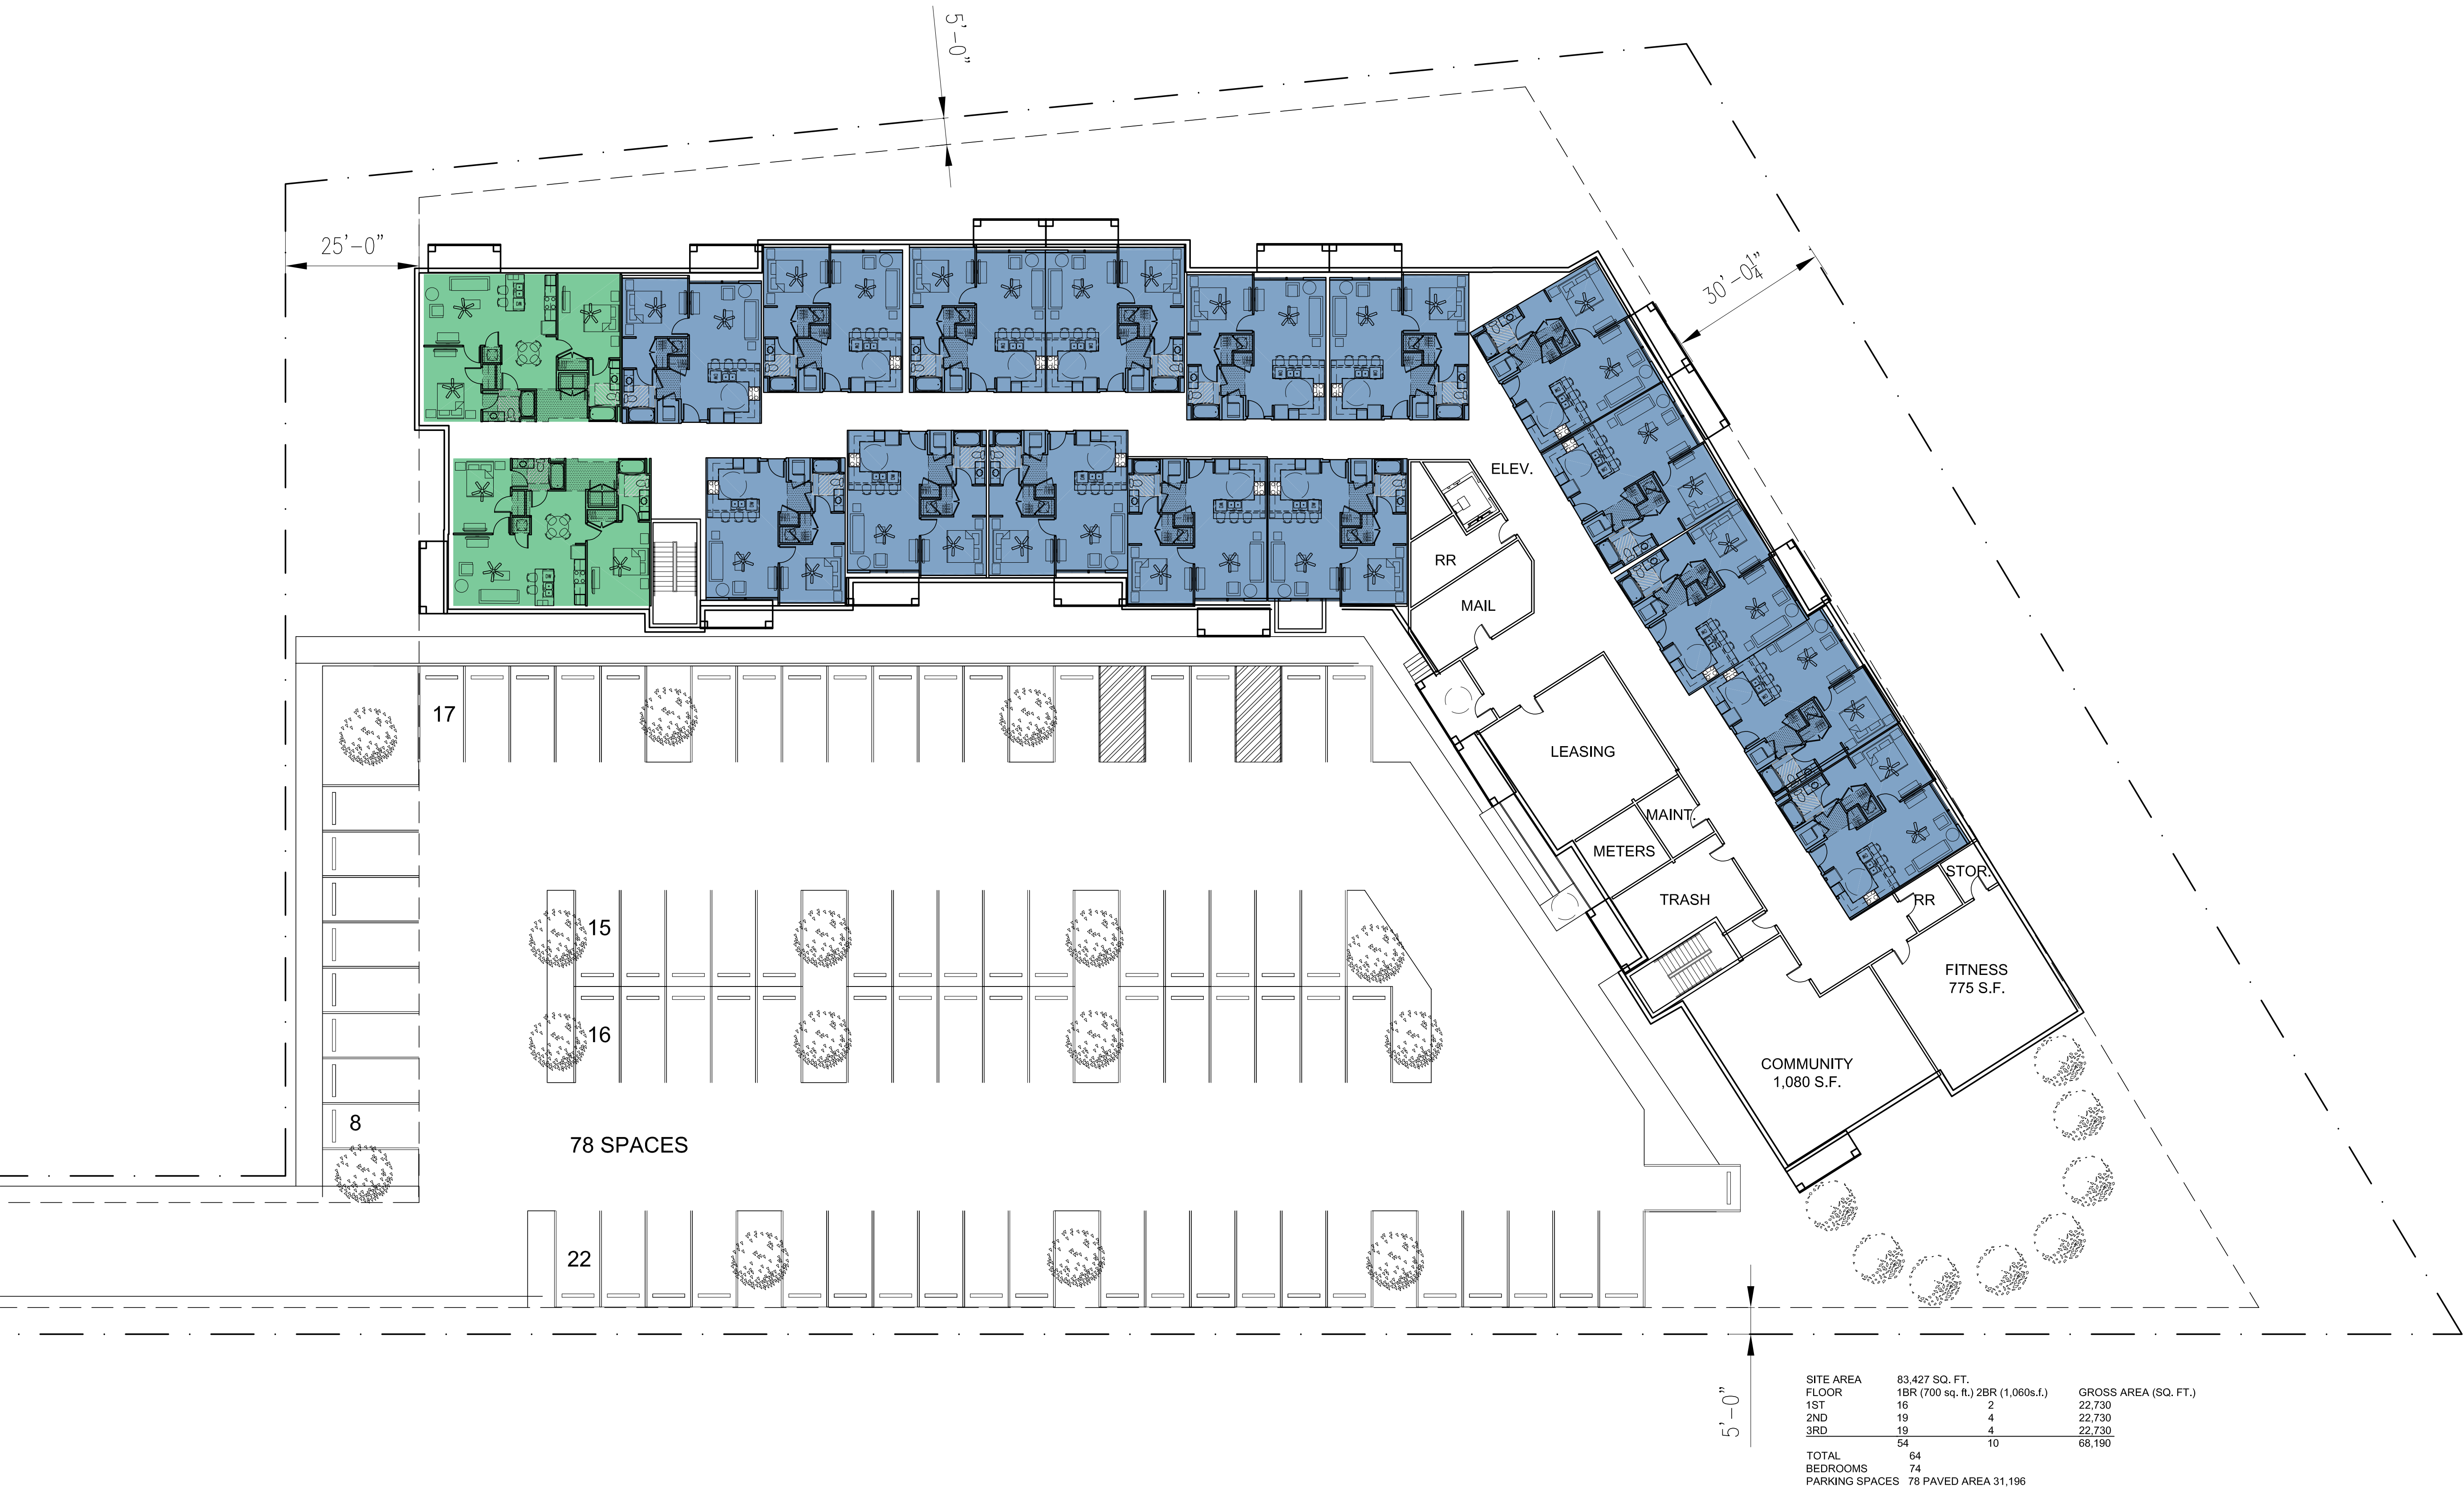 5'-0"
25'-0"
30'-0 1/4"
ELEV.
RR
MAIL
17
LEASING
MAINT.
METERS
STOR.
TRASH
RR
15
FITNESS
775 S.F.
16
COMMUNITY
1,080 S.F.
8
78 SPACES
22
5'-0"
SITE AREA 83,427 SQ. FT.
FLOOR 1BR (700 sq. ft.) 2BR (1,060s.f.) GROSS AREA (SQ. FT.)
1ST 16 2 22,730
2ND 19 4 22,730
3RD 19 4 22,730
54 10 68,190
TOTAL 64
BEDROOMS 74
PARKING SPACES 78 PAVED AREA 31,196